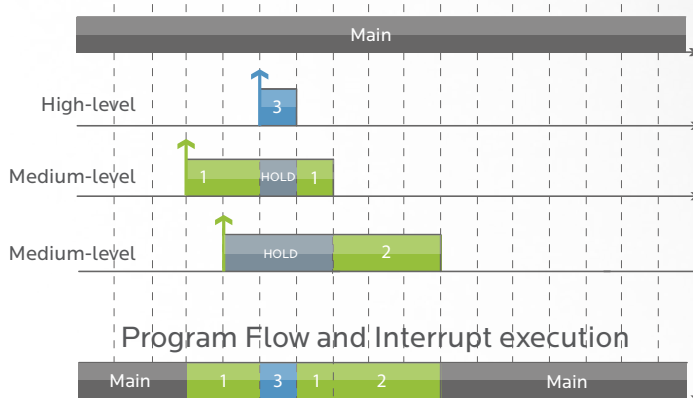 Main
High-level
3
Medium-level
1 HOLD 1
Medium-level
HOLD 2
Program Flow and Interrupt execution
Main 1 3 1 2 Main